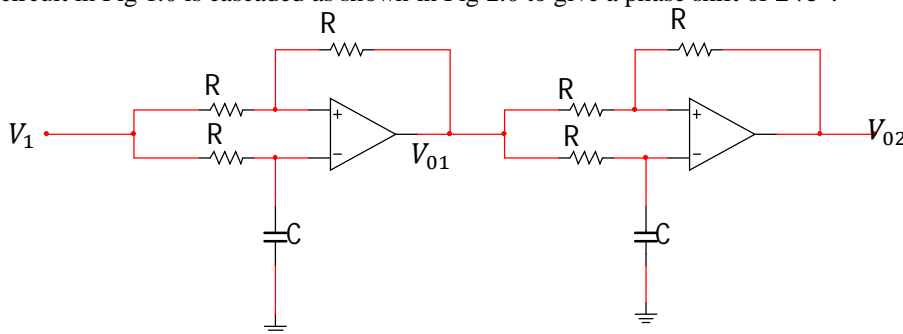 circuit in Fig 1.0 is cascaded as shown in Fig 2.0 to give a phase shift of
R R
R R
+ +
V₁ R R V₀₂
− V₀₁ −
C C